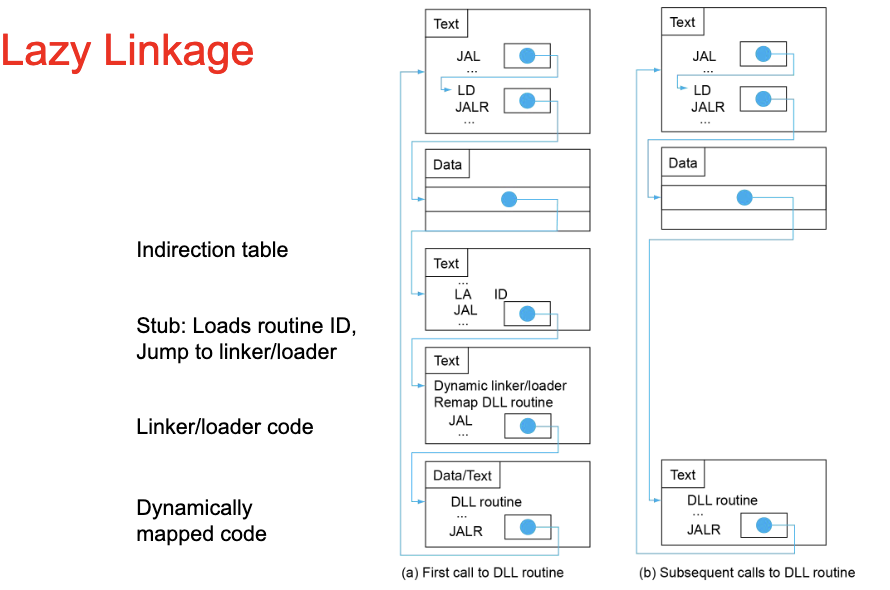 Lazy Linkage
Indirection table
Stub: Loads routine ID,
Jump to linker/loader
Linker/loader code
Dynamically
mapped code
Text
JAL
...
LD
JALR
...
Data
Text
...
LA ID
JAL
...
Text
Dynamic linker/loader
Remap DLL routine
JAL
...
Data/Text
DLL routine
...
JALR
(a) First call to DLL routine
Text
JAL
...
LD
JALR
...
Data
Text
DLL routine
...
JALR
(b) Subsequent calls to DLL routine